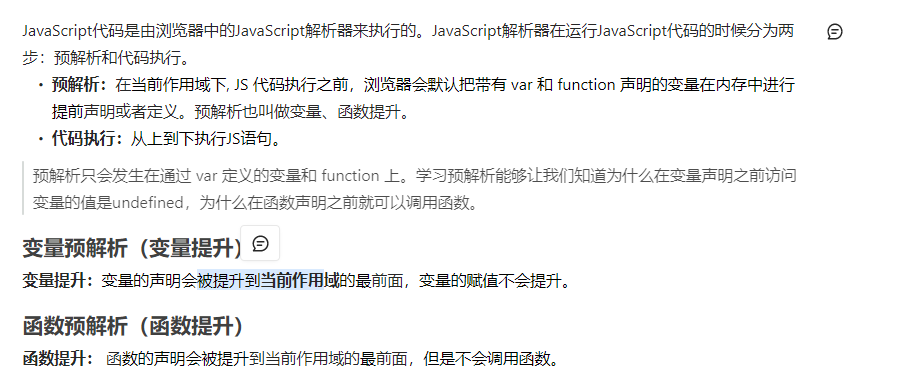 JavaScript代码是由浏览器中的JavaScript解析器来执行的。JavaScript解析器在运行JavaScript代码的时候分为两
步：预解析和代码执行。
• 预解析：在当前作用域下, JS 代码执行之前，浏览器会默认把带有 var 和 function 声明的变量在内存中进行
提前声明或者定义。预解析也叫做变量、函数提升。
• 代码执行：从上到下执行JS语句。
预解析只会发生在通过 var 定义的变量和 function 上。学习预解析能够让我们知道为什么在变量声明之前访问
变量的值是undefined，为什么在函数声明之前就可以调用函数。
变量预解析（变量提升）
变量提升：变量的声明会被提升到当前作用域的最前面，变量的赋值不会提升。
函数预解析（函数提升）
函数提升： 函数的声明会被提升到当前作用域的最前面，但是不会调用函数。